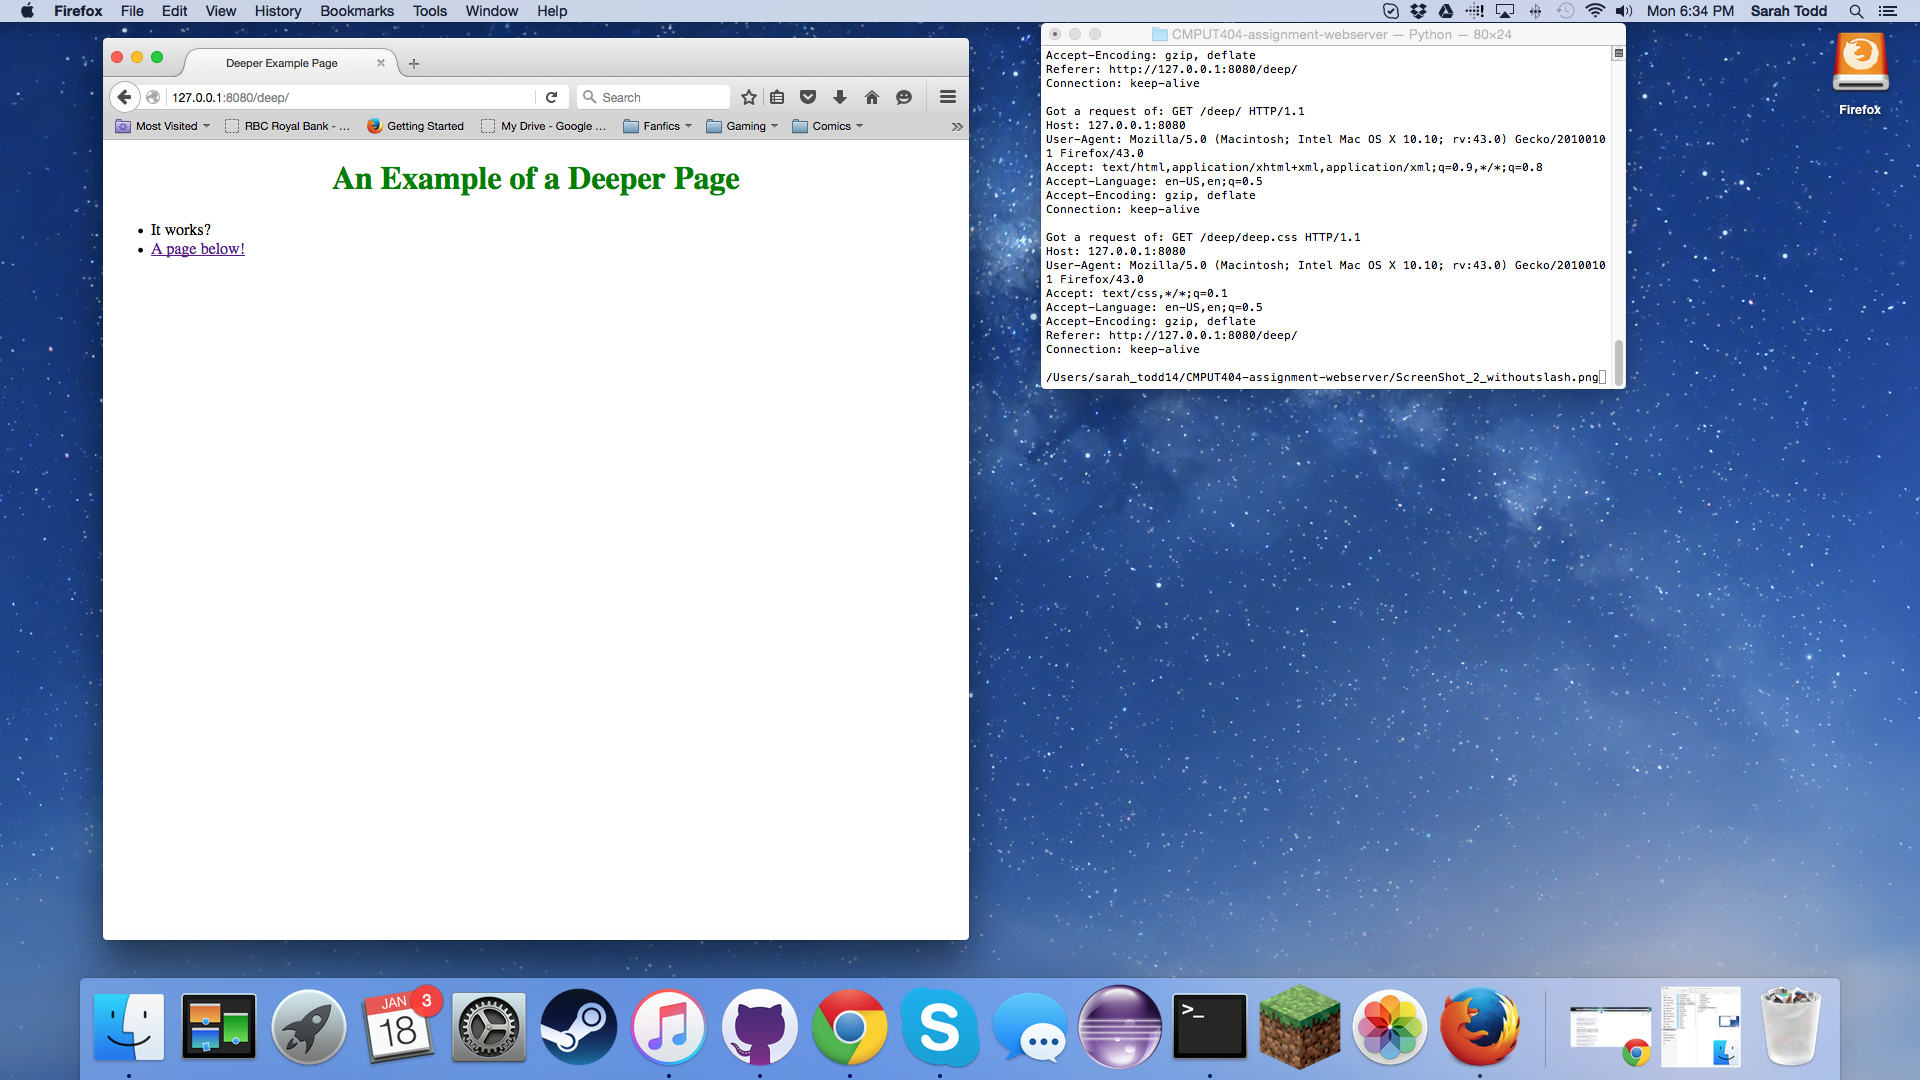 Firefox File Edit View History Bookmarks Tools Window Help
Mon 6:34 PM Sarah Todd
Deeper Example Page
127.0.0.1:8080/deep/
Search
Most Visited
RBC Royal Bank - ...
Getting Started
My Drive - Google ...
Fanfics
Gaming
Comics
An Example of a Deeper Page
It works?
A page below!
CMPUT404-assignment-webserver — Python — 80×24
Accept-Encoding: gzip, deflate
Referer: http://127.0.0.1:8080/deep/
Connection: keep-alive
Got a request of: GET /deep/ HTTP/1.1
Host: 127.0.0.1:8080
User-Agent: Mozilla/5.0 (Macintosh; Intel Mac OS X 10.10; rv:43.0) Gecko/2010010
1 Firefox/43.0
Accept: text/html,application/xhtml+xml,application/xml;q=0.9,*/*;q=0.8
Accept-Language: en-US,en;q=0.5
Accept-Encoding: gzip, deflate
Connection: keep-alive
Got a request of: GET /deep/deep.css HTTP/1.1
Host: 127.0.0.1:8080
User-Agent: Mozilla/5.0 (Macintosh; Intel Mac OS X 10.10; rv:43.0) Gecko/2010010
1 Firefox/43.0
Accept: text/css,*/*;q=0.1
Accept-Language: en-US,en;q=0.5
Accept-Encoding: gzip, deflate
Referer: http://127.0.0.1:8080/deep/
Connection: keep-alive
/Users/sarah_todd14/CMPUT404-assignment-webserver/ScreenShot_2_withoutslash.png
Firefox
JAN
3
18
>_